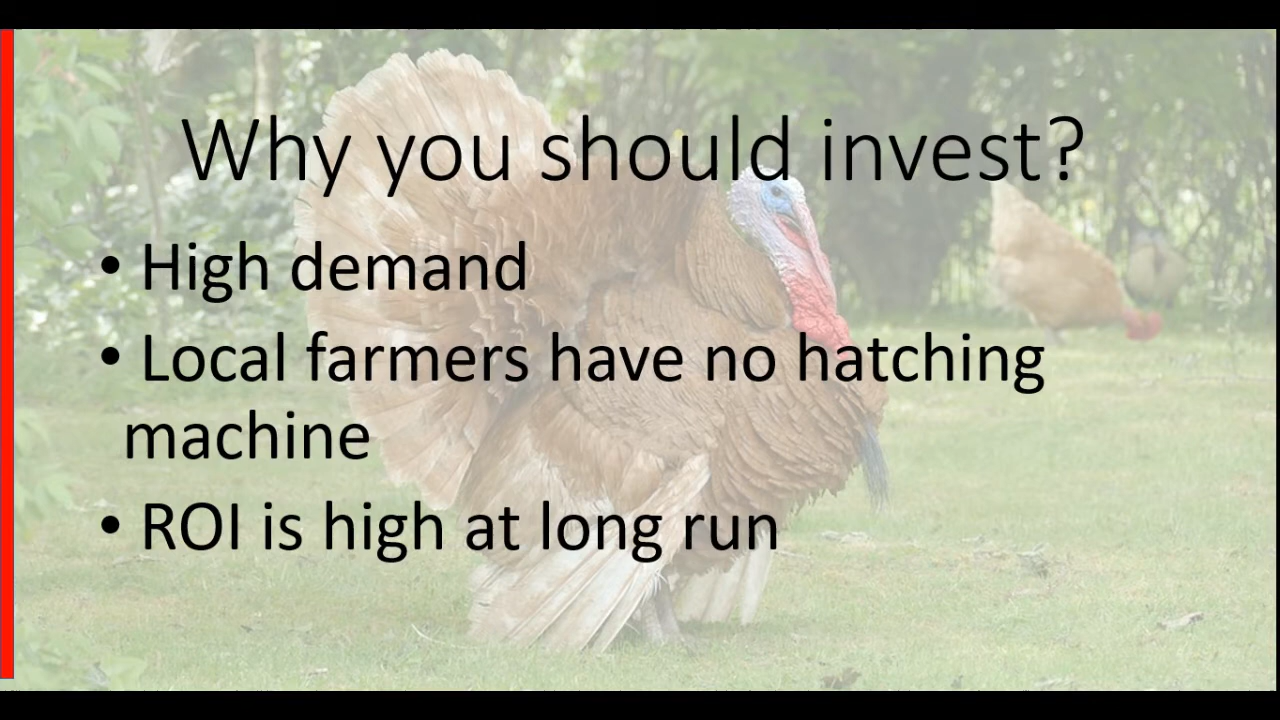 Why you should invest?
• High demand
• Local farmers have no hatching
machine
• ROI is high at long run